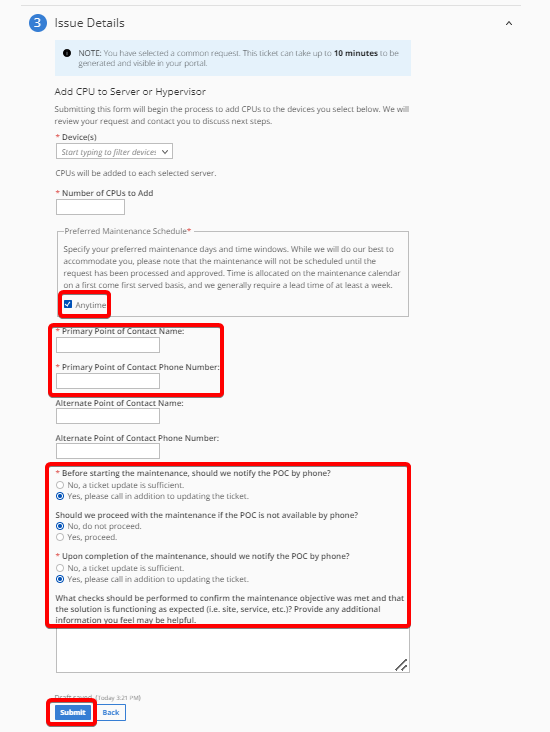 3 Issue Details
NOTE: You have selected a common request. This ticket can take up to 10 minutes to be
generated and visible in your portal.
Add CPU to Server or Hypervisor
Submitting this form will begin the process to add CPUs to the devices you select below. We will
review your request and contact you to discuss next steps.
* Device(s)
Start typing to filter devices
CPUs will be added to each selected server.
* Number of CPUs to Add
Preferred Maintenance Schedule*
Specify your preferred maintenance days and time windows. While we will do our best to
accommodate you, please note that the maintenance will not be scheduled until the
request has been processed and approved. Time is allocated on the maintenance calendar
on a first come first served basis, and we generally require a lead time of at least a week.
Anytime
* Primary Point of Contact Name:
* Primary Point of Contact Phone Number:
Alternate Point of Contact Name:
Alternate Point of Contact Phone Number:
* Before starting the maintenance, should we notify the POC by phone?
No, a ticket update is sufficient.
Yes, please call in addition to updating the ticket.
Should we proceed with the maintenance if the POC is not available by phone?
No, do not proceed.
Yes, proceed.
* Upon completion of the maintenance, should we notify the POC by phone?
No, a ticket update is sufficient.
Yes, please call in addition to updating the ticket.
What checks should be performed to confirm the maintenance objective was met and that
the solution is functioning as expected (i.e. site, service, etc.)? Provide any additional
information you feel may be helpful.
Draft saved (Today 3:21 PM)
Submit Back